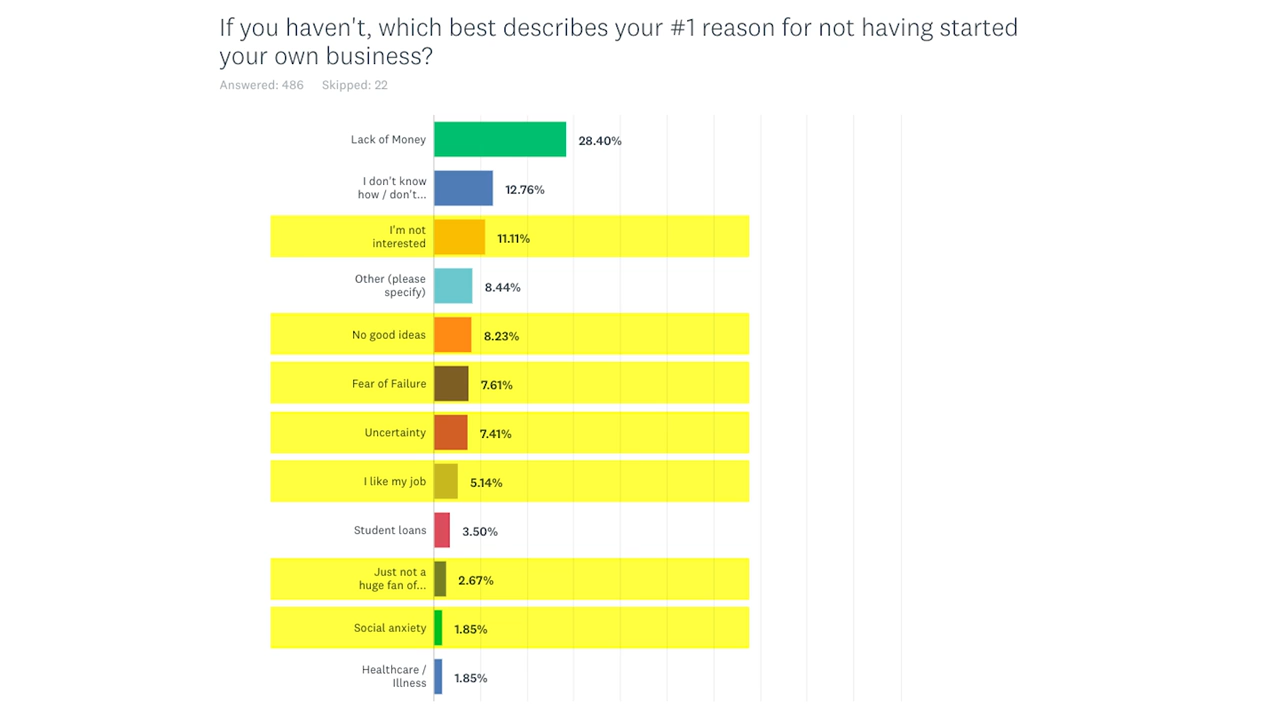 If you haven't, which best describes your #1 reason for not having started
your own business?
Answered: 486 Skipped: 22
Lack of Money 28.40%
I don't know
how / don't... 12.76%
I'm not
interested 11.11%
Other (please
specify) 8.44%
No good ideas 8.23%
Fear of Failure 7.61%
Uncertainty 7.41%
I like my job 5.14%
Student loans 3.50%
Just not a
huge fan of... 2.67%
Social anxiety 1.85%
Healthcare /
Illness 1.85%